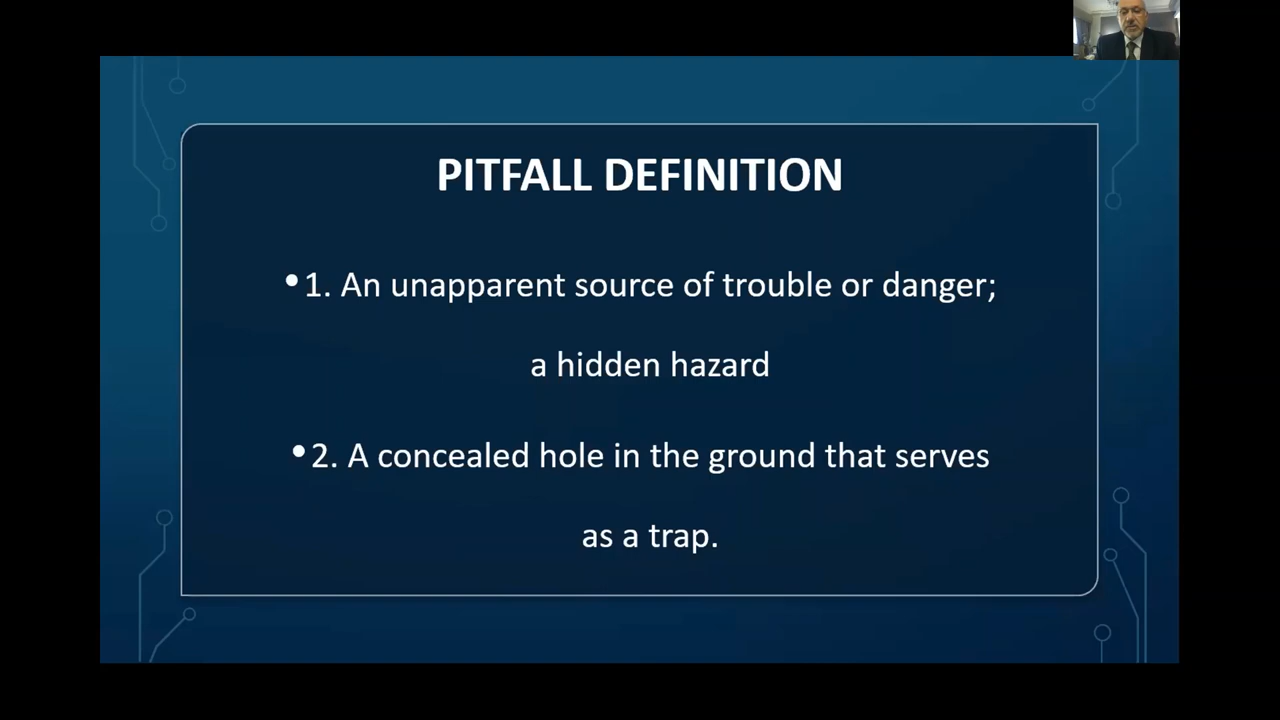 PITFALL DEFINITION
•1. An unapparent source of trouble or danger;
a hidden hazard
•2. A concealed hole in the ground that serves
as a trap.